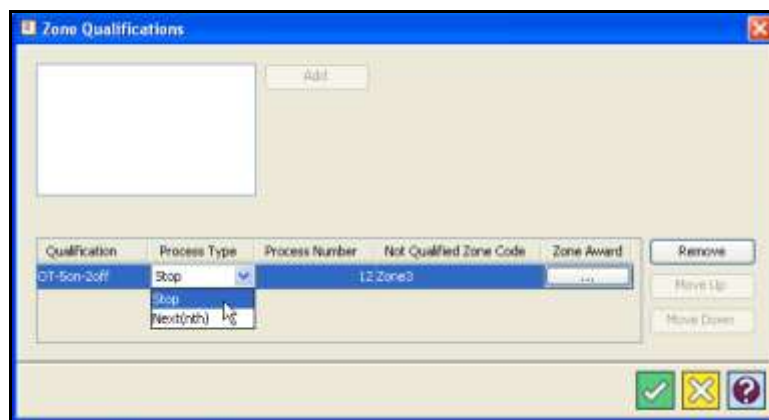 Zone Qualifications
Add
Qualification Process Type Process Number Not Qualified Zone Code Zone Award Remove
OT-5on-2off Stop 12 Zone3 ...
Stop
Next(nth)
Move Up
Move Down